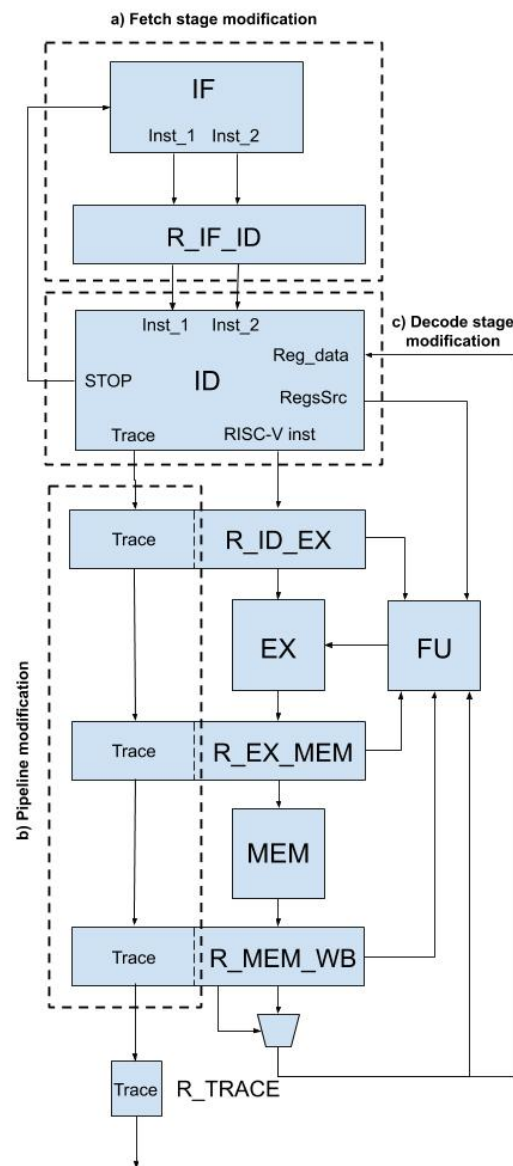 a) Fetch stage modification
IF
Inst_1 Inst_2
R_IF_ID
Inst_1 Inst_2
c) Decode stage
modification
Reg_data
STOP
ID
RegsSrc
Trace
RISC-V inst
Trace
R_ID_EX
EX
FU
b) Pipeline modification
Trace
R_EX_MEM
MEM
Trace
R_MEM_WB
Trace
R_TRACE